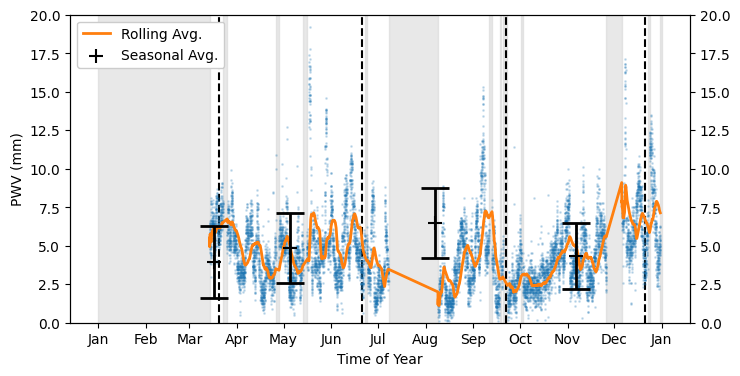 Rolling Avg.
Seasonal Avg.
20.0 20.0
17.5 17.5
15.0 15.0
12.5 12.5
10.0 10.0
7.5 7.5
5.0 5.0
2.5 2.5
0.0 0.0
PWV (mm)
Jan Feb Mar Apr May Jun Jul Aug Sep Oct Nov Dec Jan
Time of Year